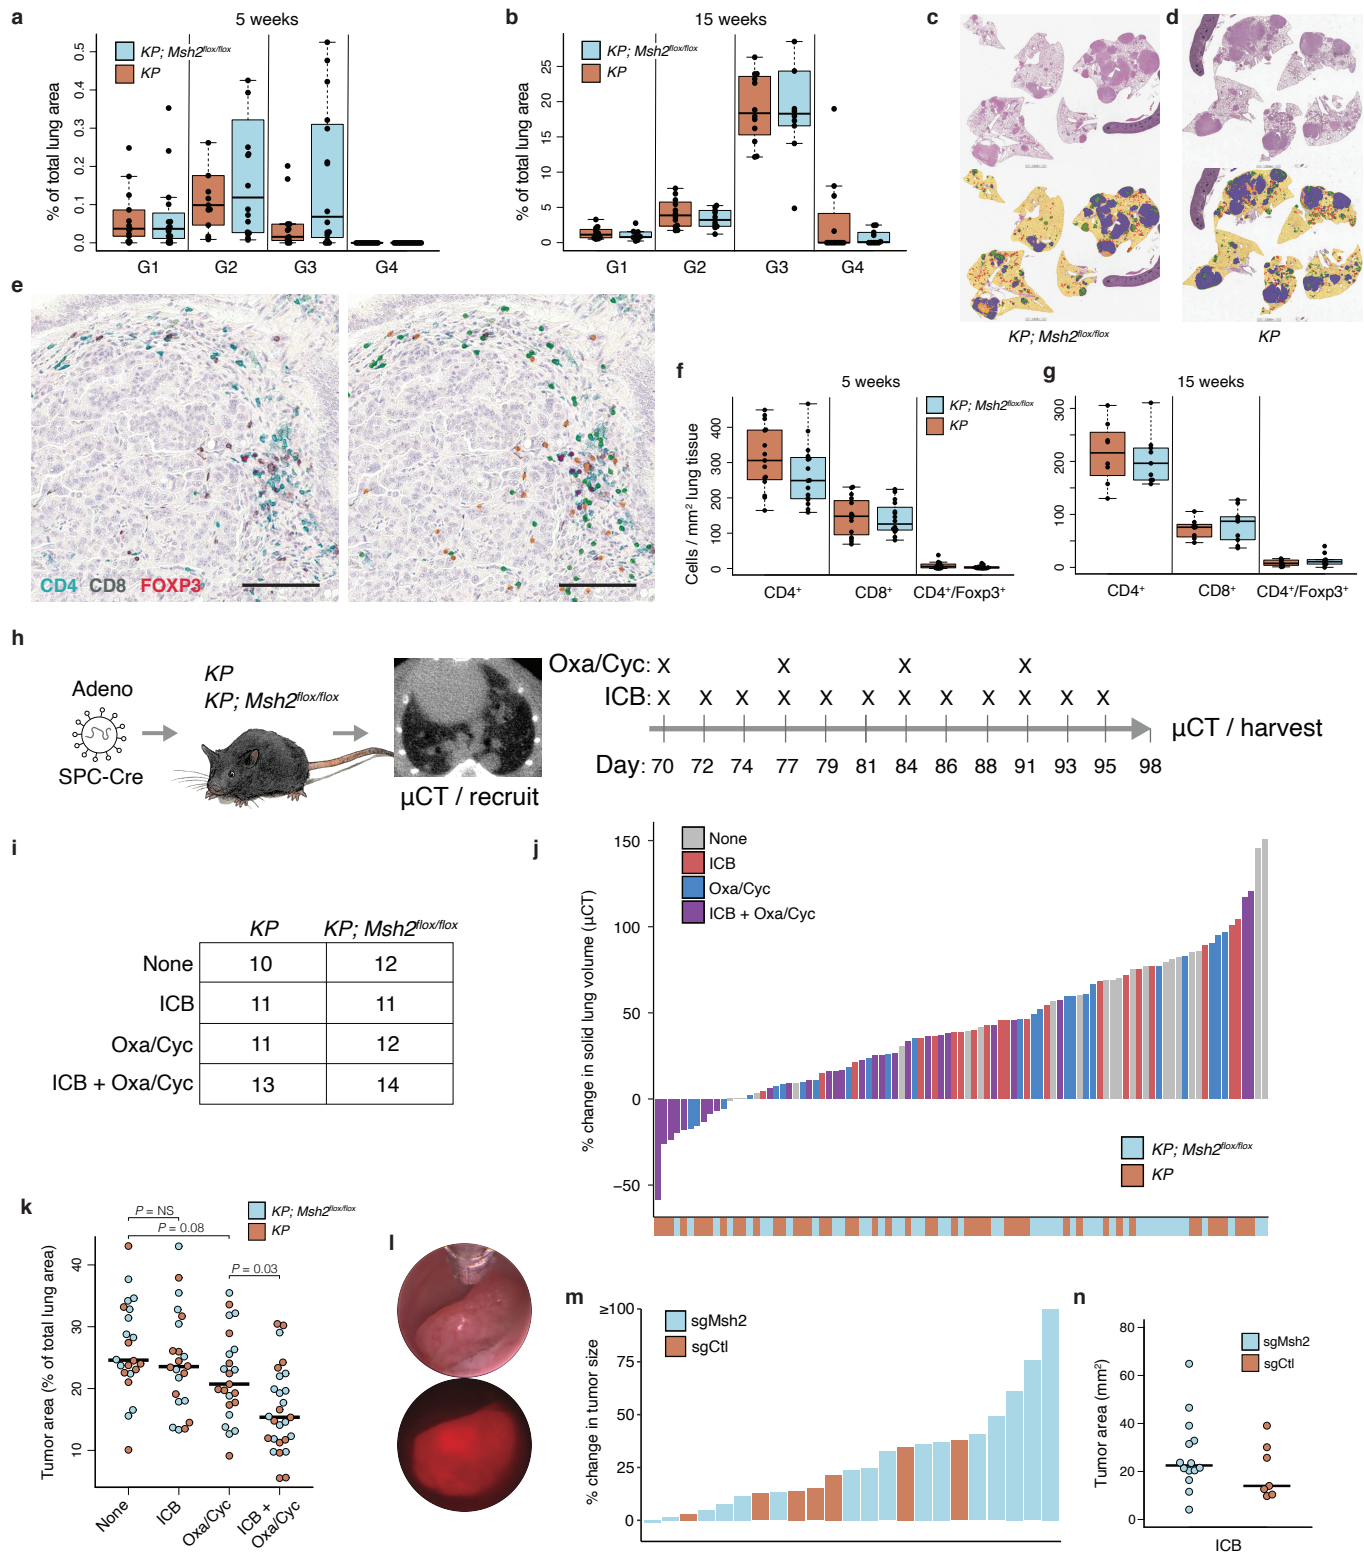 a
5 weeks
KP; Msh2flox/flox
KP
% of total lung area
0.5
0.4
0.3
0.2
0.1
0.0
G1 G2 G3 G4
b
15 weeks
KP; Msh2flox/flox
KP
% of total lung area
25
20
15
10
5
0
G1 G2 G3 G4
c
KP; Msh2flox/flox
d
KP
e
CD4 CD8 FOXP3
f
5 weeks
KP; Msh2flox/flox
KP
Cells / mm² lung tissue
400
300
200
100
0
CD4+ CD8+ CD4+/Foxp3+
g
15 weeks
300
200
100
0
CD4+ CD8+ CD4+/Foxp3+
h
Adeno
SPC-Cre
KP
KP; Msh2flox/flox
µCT / recruit
Oxa/Cyc: X X X X
ICB: X X X X X X X X X X X X
Day: 70 72 74 77 79 81 84 86 88 91 93 95 98
µCT / harvest
i
KP KP; Msh2flox/flox
None 10 12
ICB 11 11
Oxa/Cyc 11 12
ICB + Oxa/Cyc 13 14
j
None
ICB
Oxa/Cyc
ICB + Oxa/Cyc
% change in solid lung volume (µCT)
150
100
50
0
−50
KP; Msh2flox/flox
KP
k
KP; Msh2flox/flox
KP
P = NS
P = 0.08
P = 0.03
Tumor area (% of total lung area)
40
30
20
10
None
ICB
Oxa/Cyc
ICB +
Oxa/Cyc
l
m
sgMsh2
sgCtl
% change in tumor size
≥100
75
50
25
0
n
sgMsh2
sgCtl
Tumor area (mm²)
80
60
40
20
0
ICB